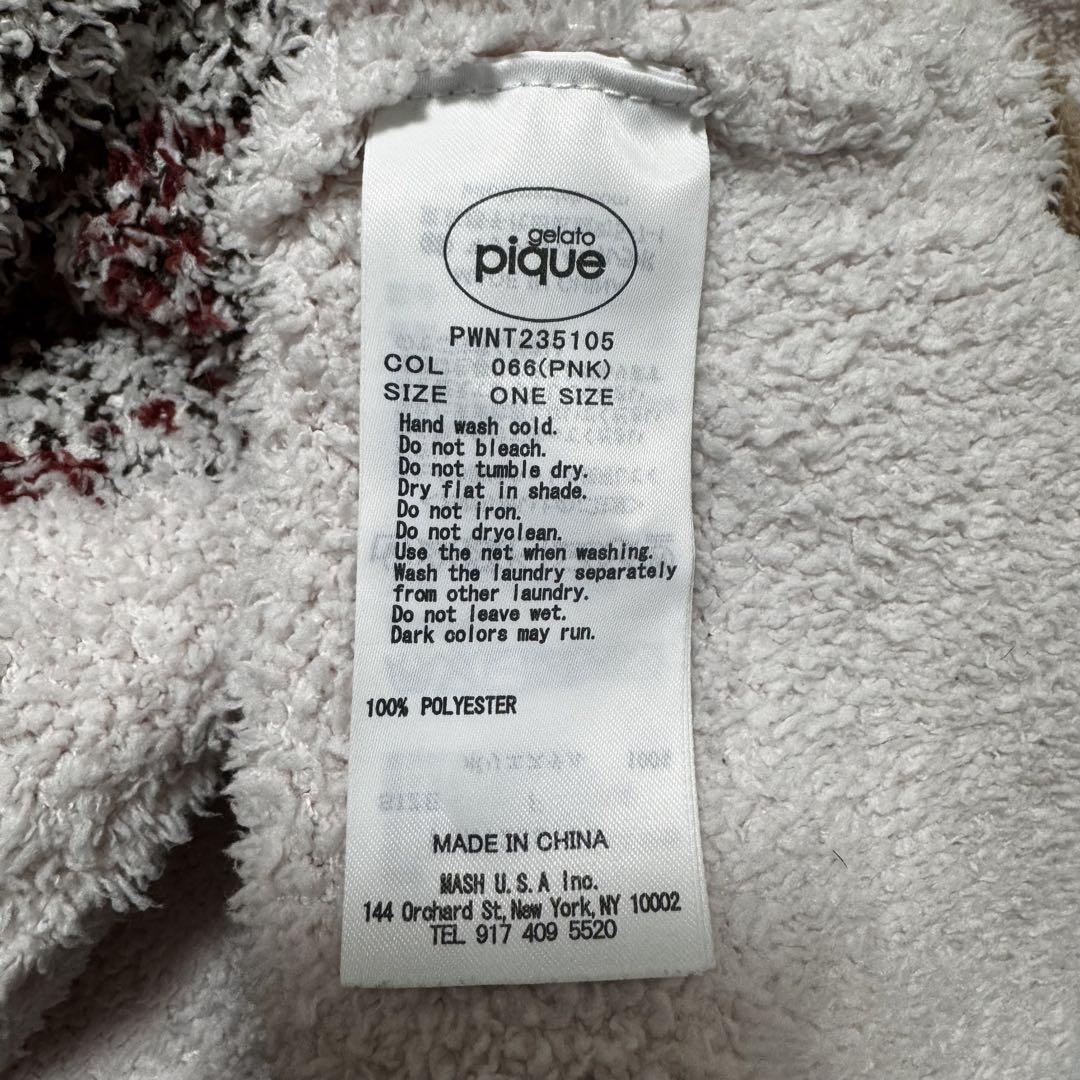 gelato
pique
PWNT235105
COL 066(PNK)
SIZE ONE SIZE
Hand wash cold.
Do not bleach.
Do not tumble dry.
Dry flat in shade.
Do not iron.
Do not dryclean.
Use the net when washing.
Wash the laundry separately
from other laundry.
Do not leave wet.
Dark colors may run.
100% POLYESTER
MADE IN CHINA
MASH U.S.A Inc.
144 Orchard St, New York, NY 10002
TEL 917 409 5520